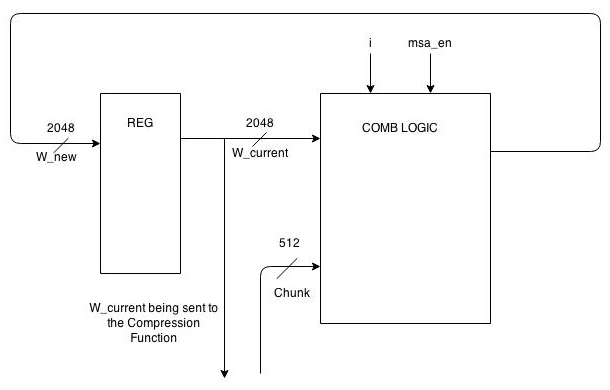 i
msa_en
2048
W_new
REG
2048
W_current
COMB LOGIC
512
Chunk
W_current being sent to
the Compression
Function